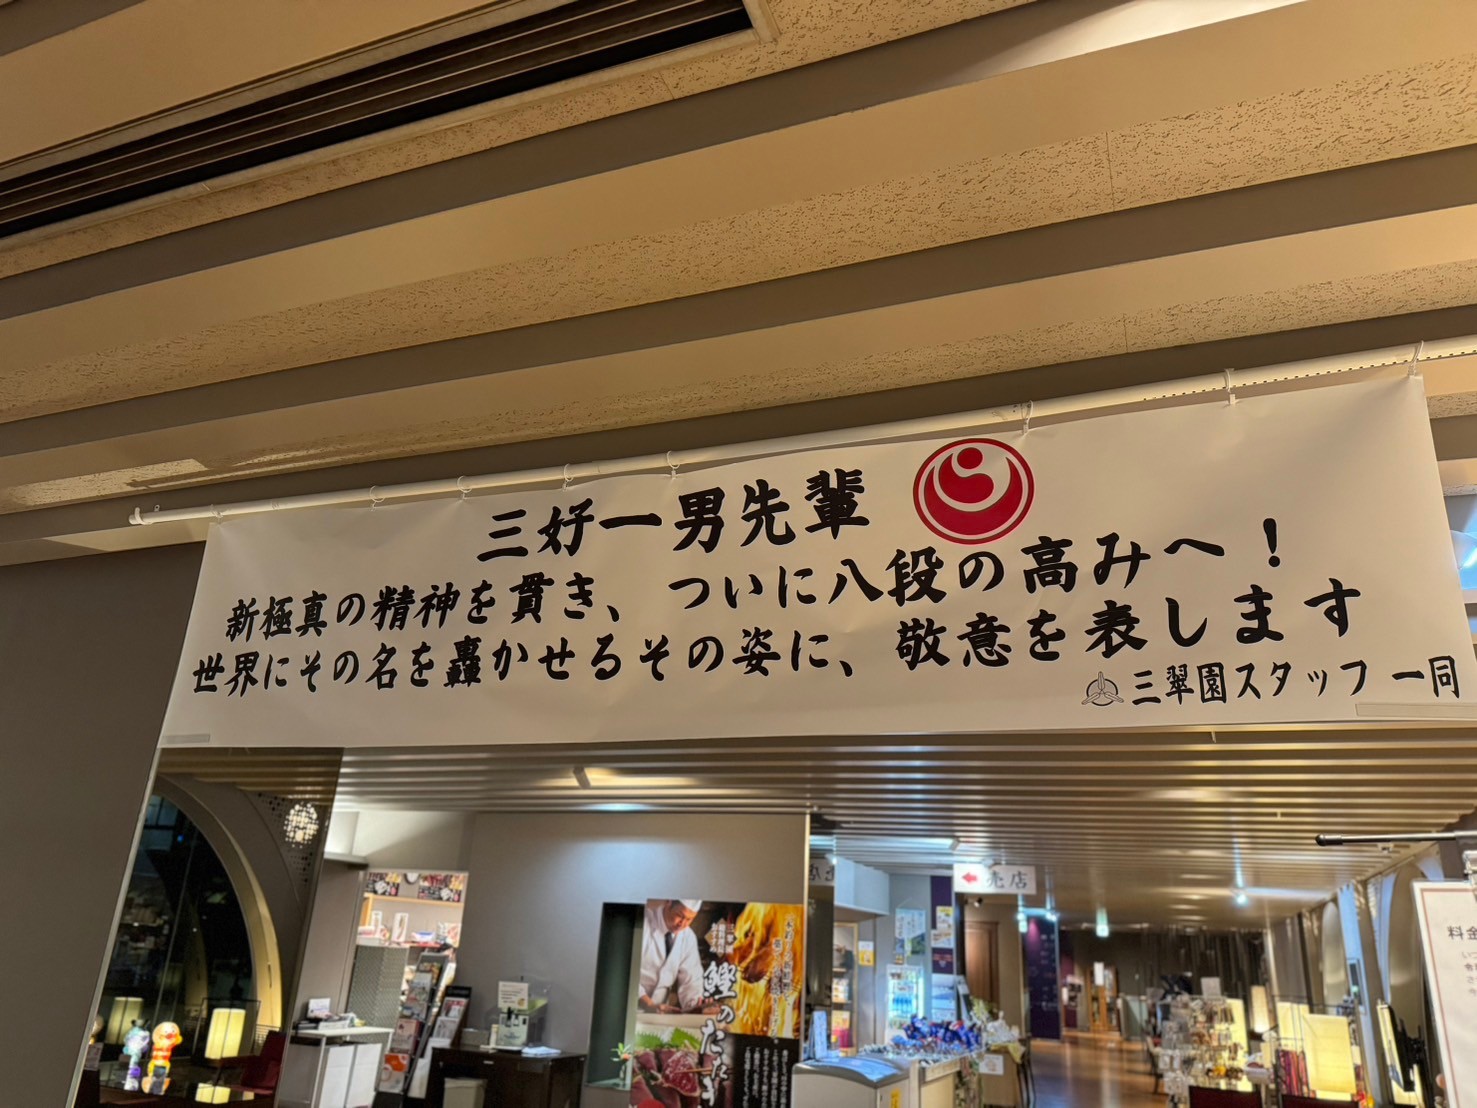 三好一男先輩
新極真の精神を貫き、ついに八段の高みへ！
世界にその名を轟かせるその姿に、敬意を表します
三翠園スタッフ 一同
売店
鰹のたたき
料金